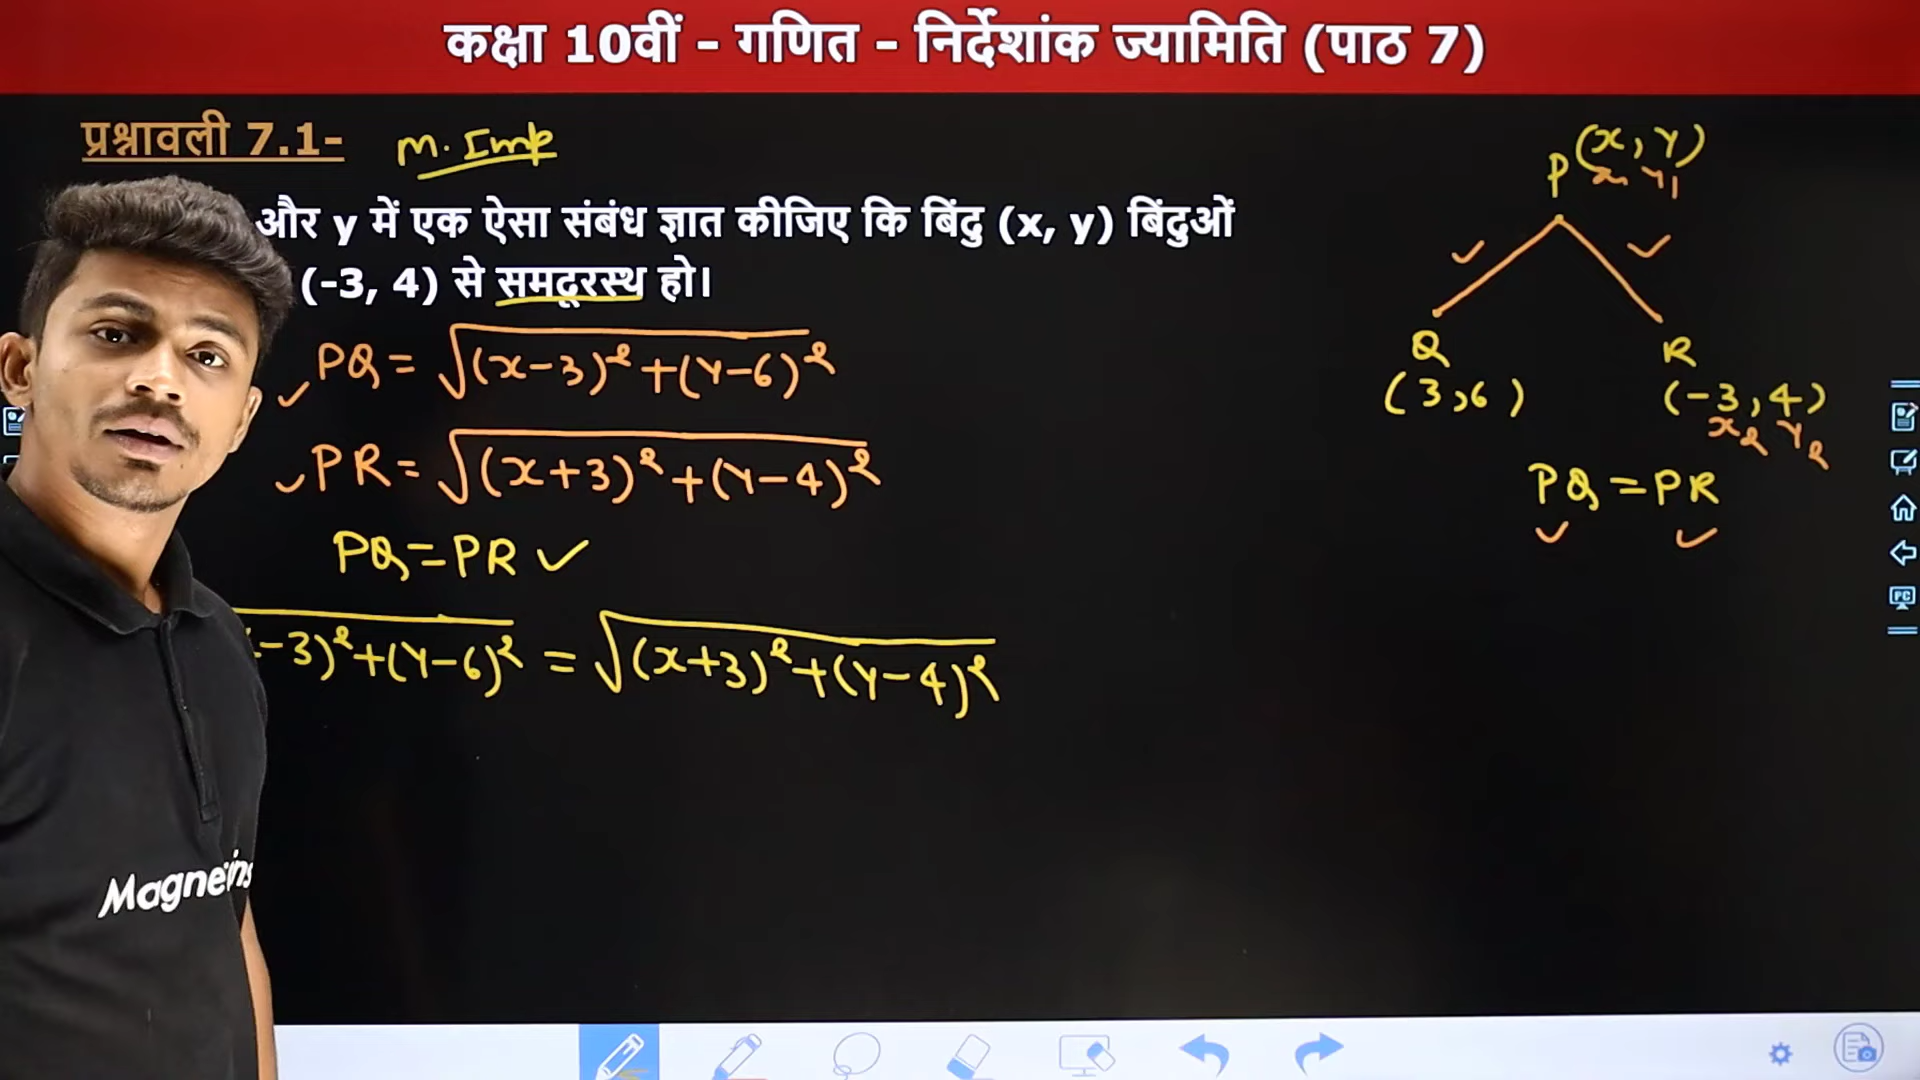 कक्षा 10वीं - गणित - निर्देशांक ज्यामिति (पाठ 7)
प्रश्नावली 7.1-
M. Imp
और y में एक ऐसा संबंध ज्ञात कीजिए कि बिंदु (x, y) बिंदुओं
(-3, 4) से समदूरस्थ हो।
PQ = √(x-3)²+(y-6)²
PR = √(x+3)²+(y-4)²
PQ = PR ✓
-3)²+(y-6)² = √(x+3)²+(y-4)²
P (x, y)
x₁ y₁
Q R
(3,6) (-3,4)
x₂ y₂
PQ = PR
PC